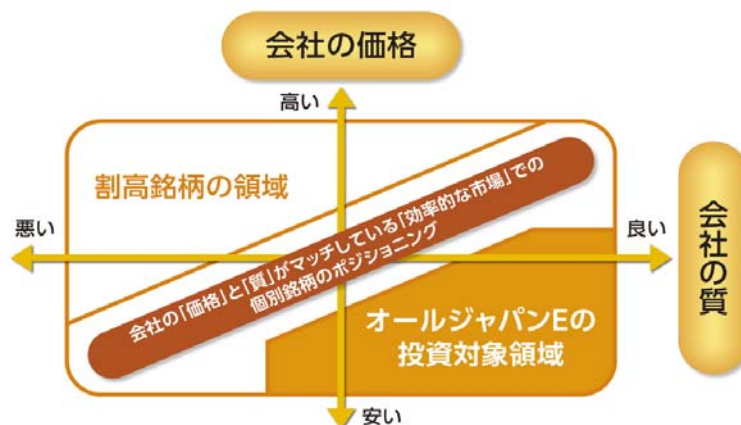 会社の価格
高い
割高銘柄の領域
会社の「価格」と「質」がマッチしている「効率的な市場」での
個別銘柄のポジショニング
悪い
良い
会社の質
オールジャパンEの
投資対象領域
安い